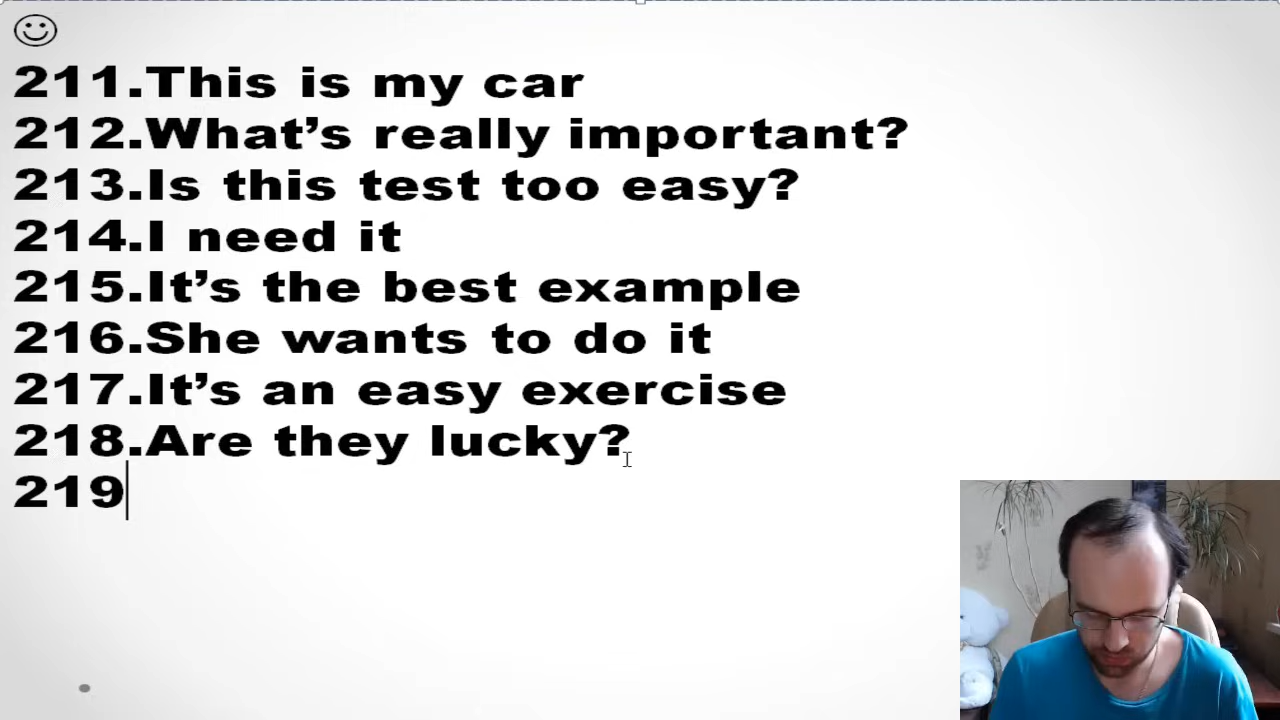 211.This is my car
212.What’s really important?
213.Is this test too easy?
214.I need it
215.It’s the best example
216.She wants to do it
217.It’s an easy exercise
218.Are they lucky?
219